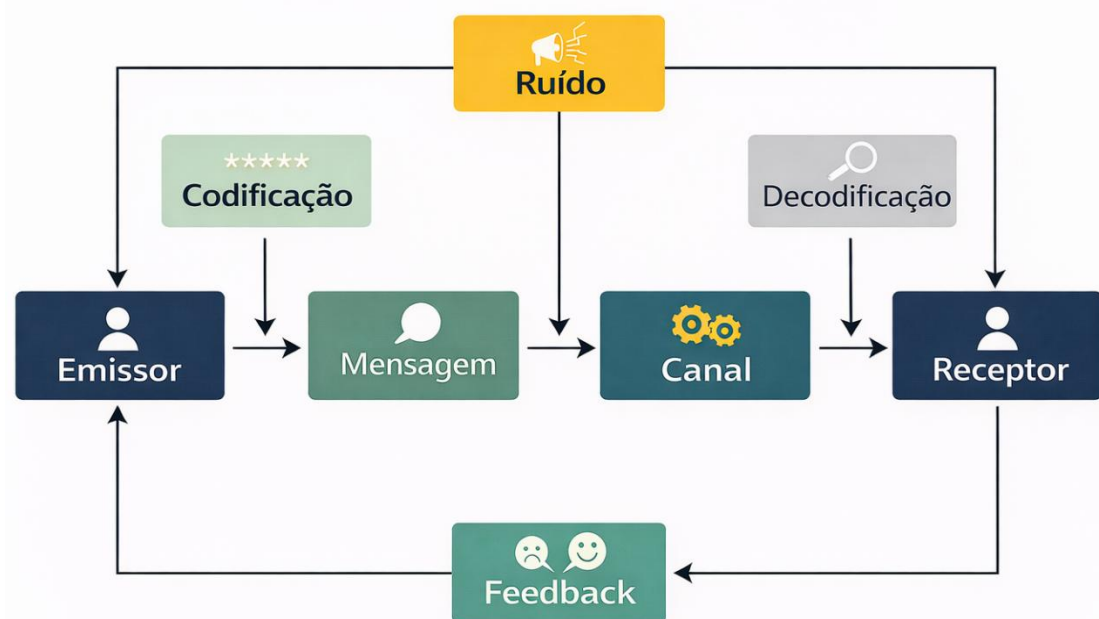 Ruído
*****
Codificação
Decodificação
Emissor
Mensagem
Canal
Receptor
Feedback